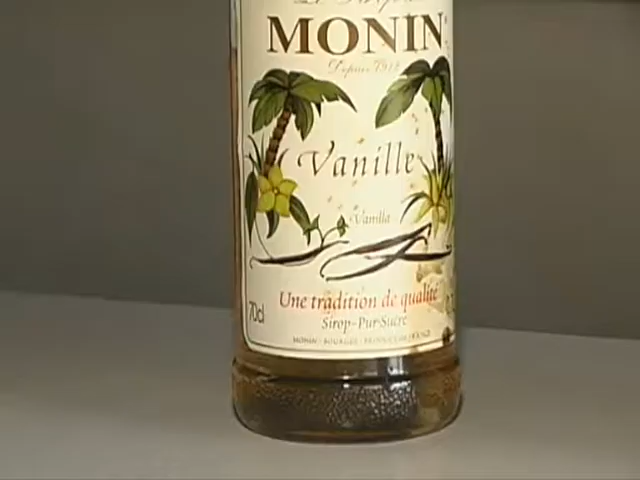 MONIN
Depuis 1912
Vanille
Vanilla
Une tradition de qualité
70cl
Sirop-Pur Sucre